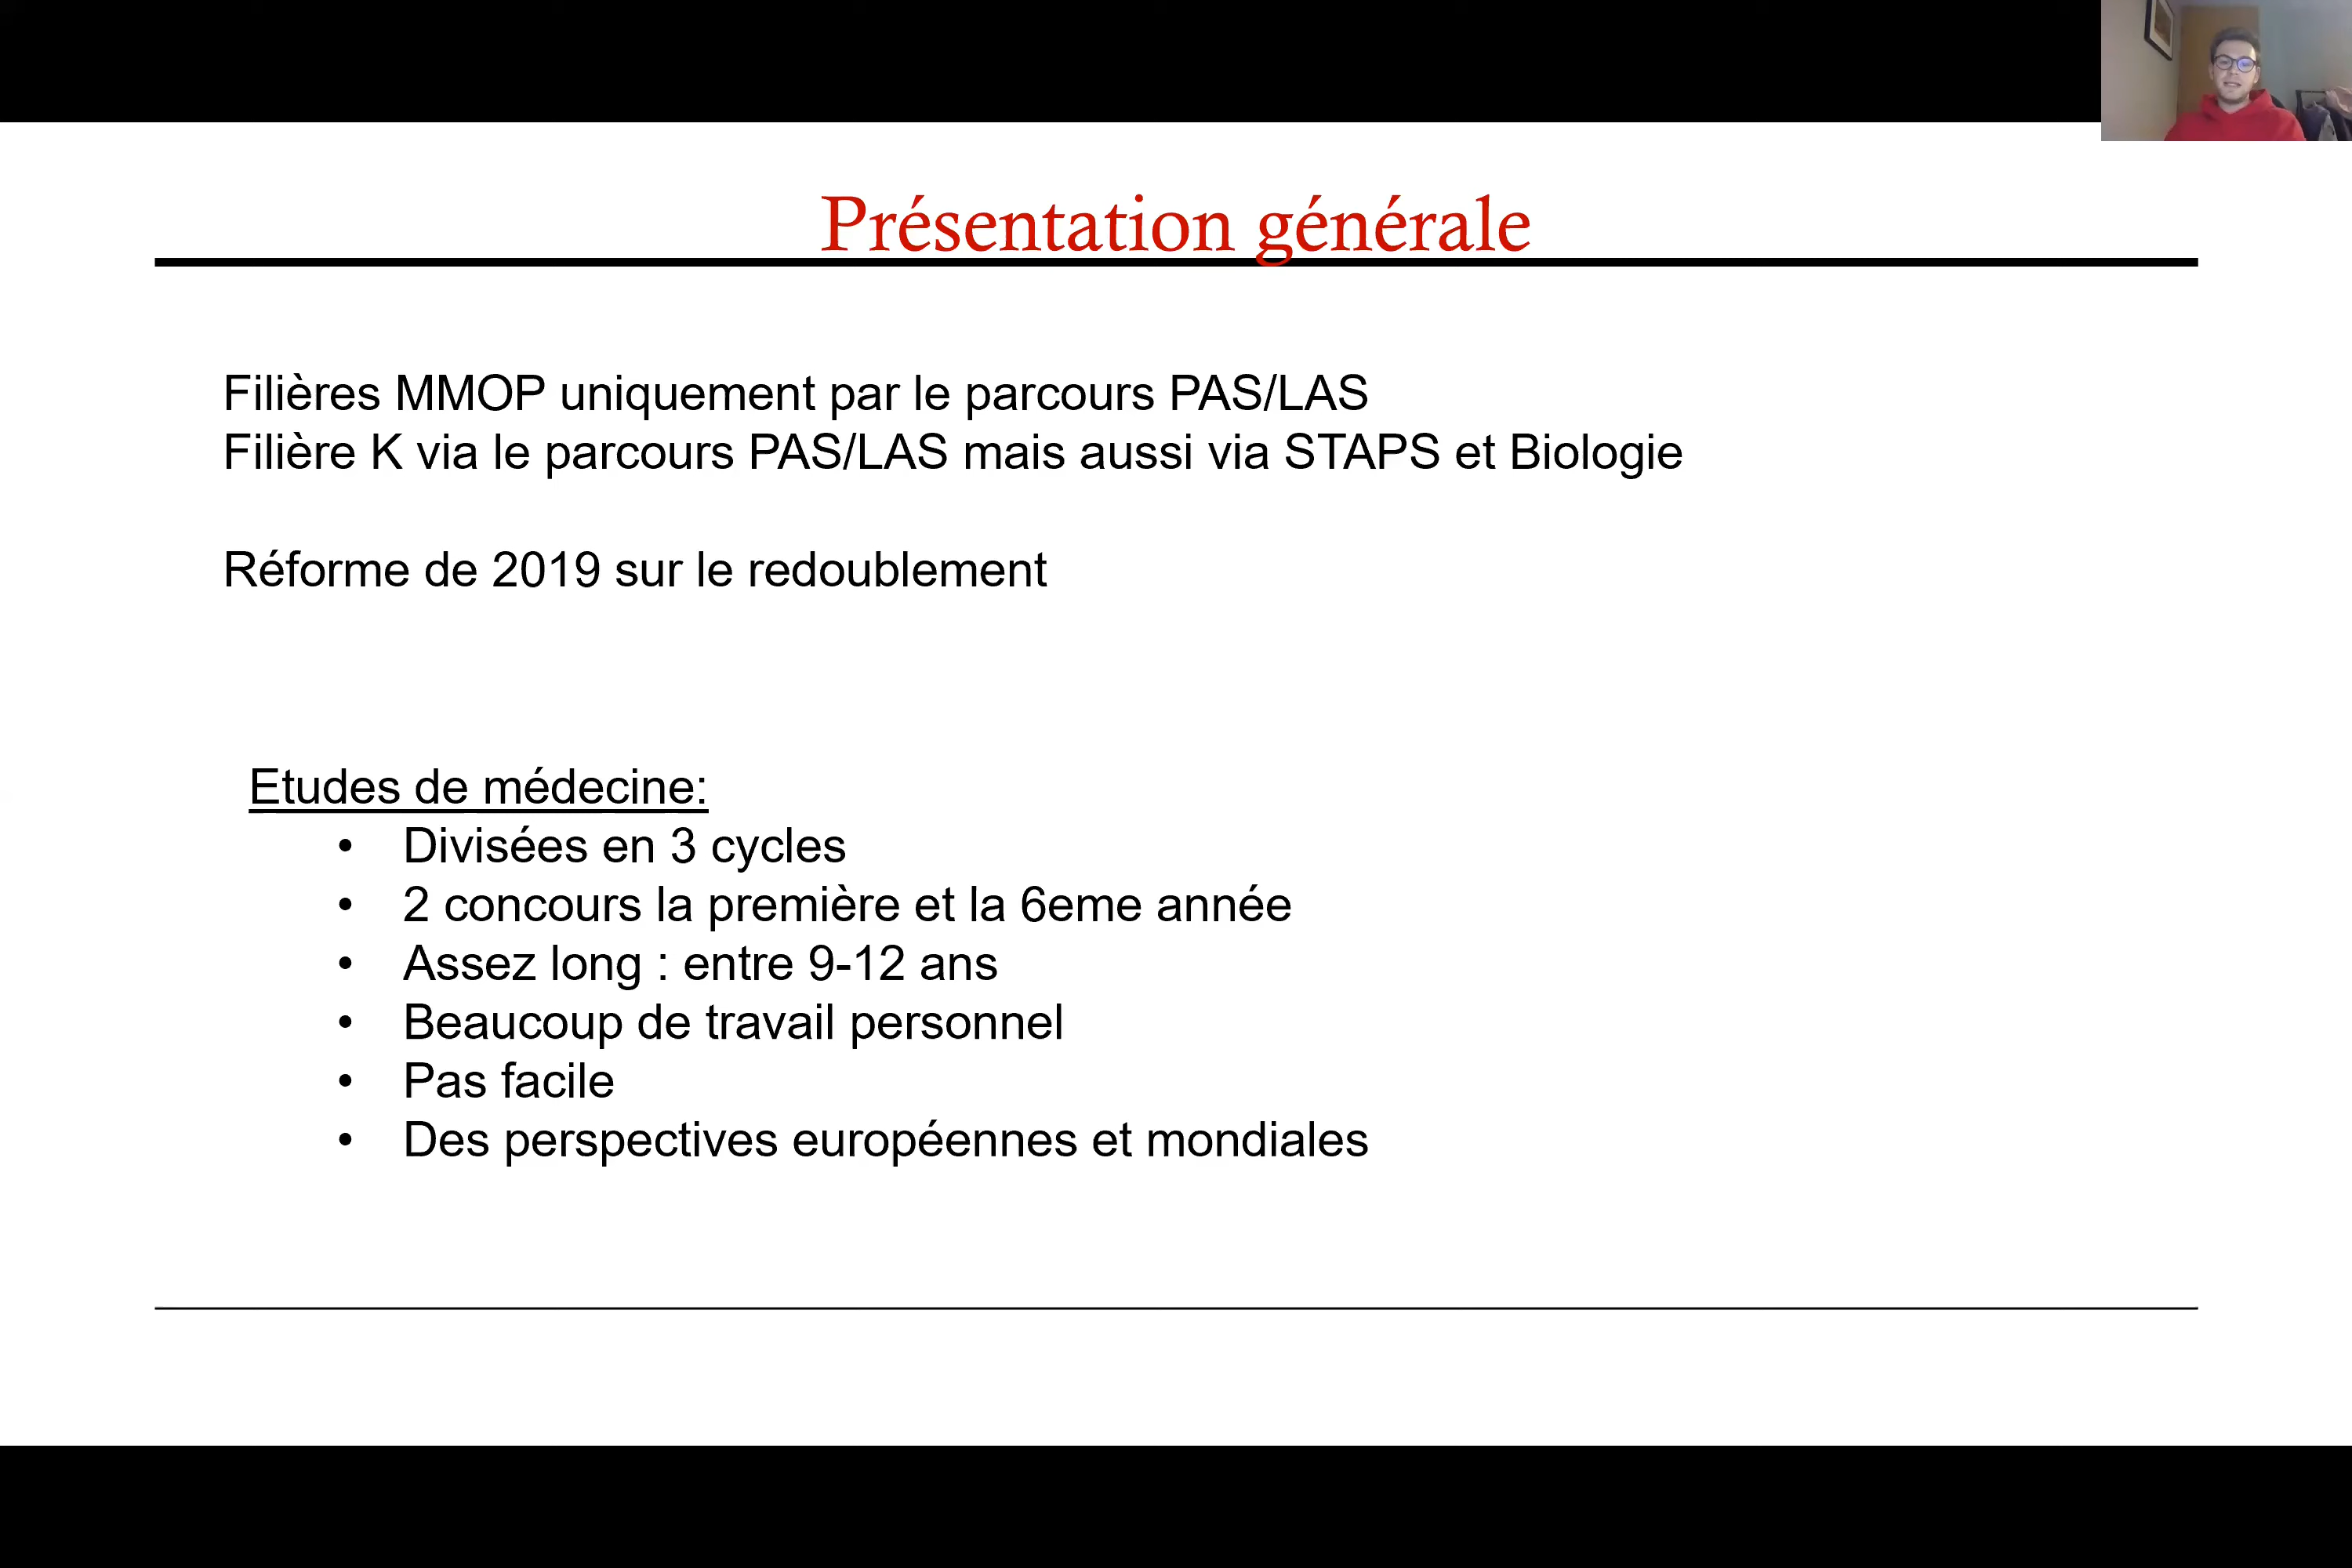 Présentation générale
Filières MMOP uniquement par le parcours PAS/LAS
Filière K via le parcours PAS/LAS mais aussi via STAPS et Biologie
Réforme de 2019 sur le redoublement
Etudes de médecine:
• Divisées en 3 cycles
• 2 concours la première et la 6eme année
• Assez long : entre 9-12 ans
• Beaucoup de travail personnel
• Pas facile
• Des perspectives européennes et mondiales